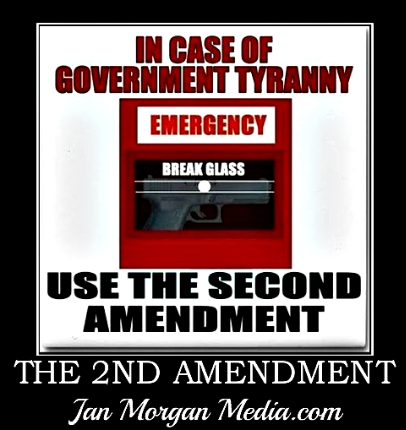 IN CASE OF
GOVERNMENT TYRANNY
EMERGENCY
BREAK GLASS
USE THE SECOND
AMENDMENT
THE 2ND AMENDMENT
Jan Morgan Media.com